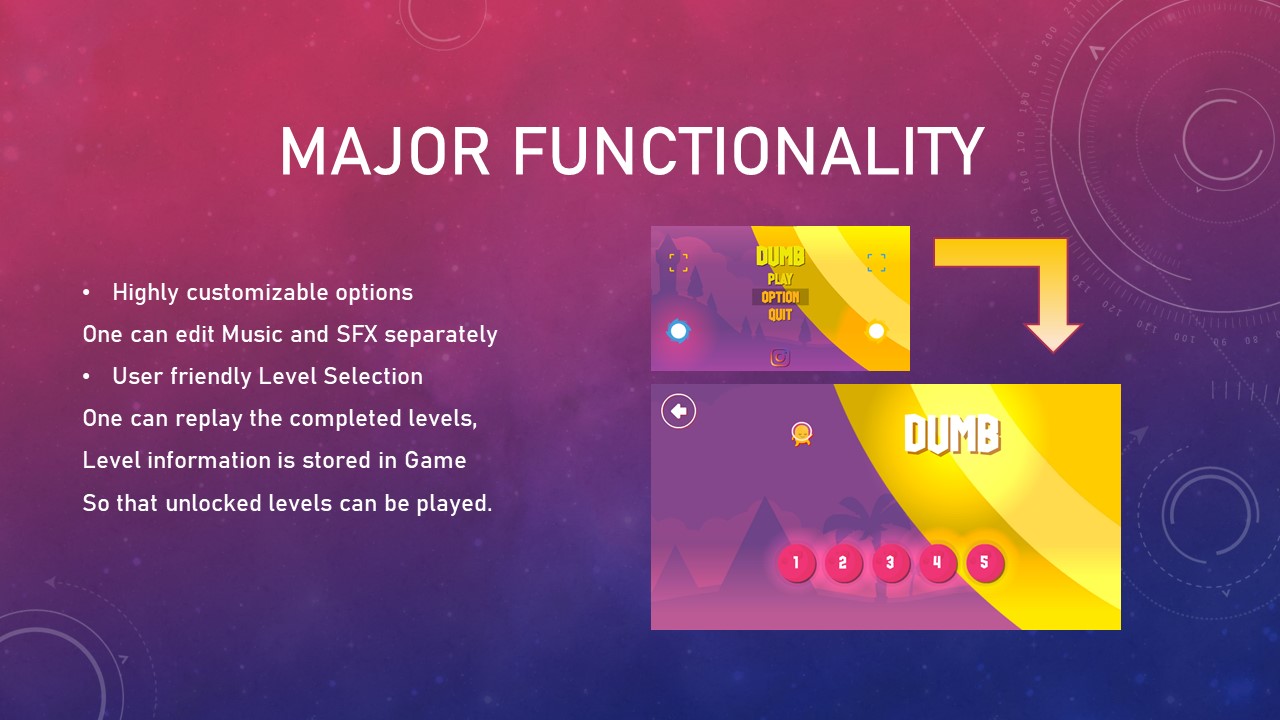 MAJOR FUNCTIONALITY
• Highly customizable options
One can edit Music and SFX separately
• User friendly Level Selection
One can replay the completed levels,
Level information is stored in Game
So that unlocked levels can be played.
DUMB
PLAY
OPTION
QUIT
DUMB
1 2 3 4 5